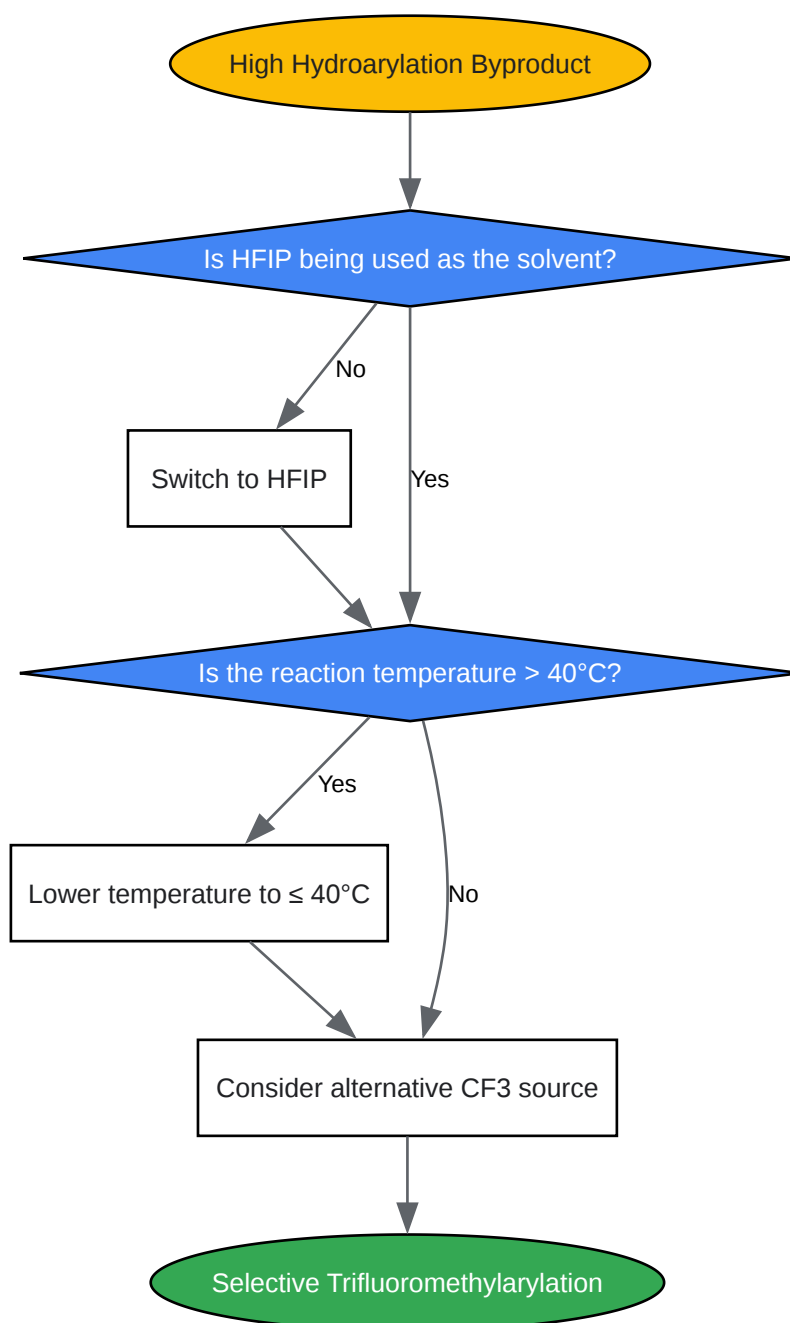 High Hydroarylation Byproduct
Is HFIP being used as the solvent?
No
Switch to HFIP
Yes
Is the reaction temperature > 40°C?
Yes
Lower temperature to ≤ 40°C
No
Consider alternative CF3 source
Selective Trifluoromethylarylation